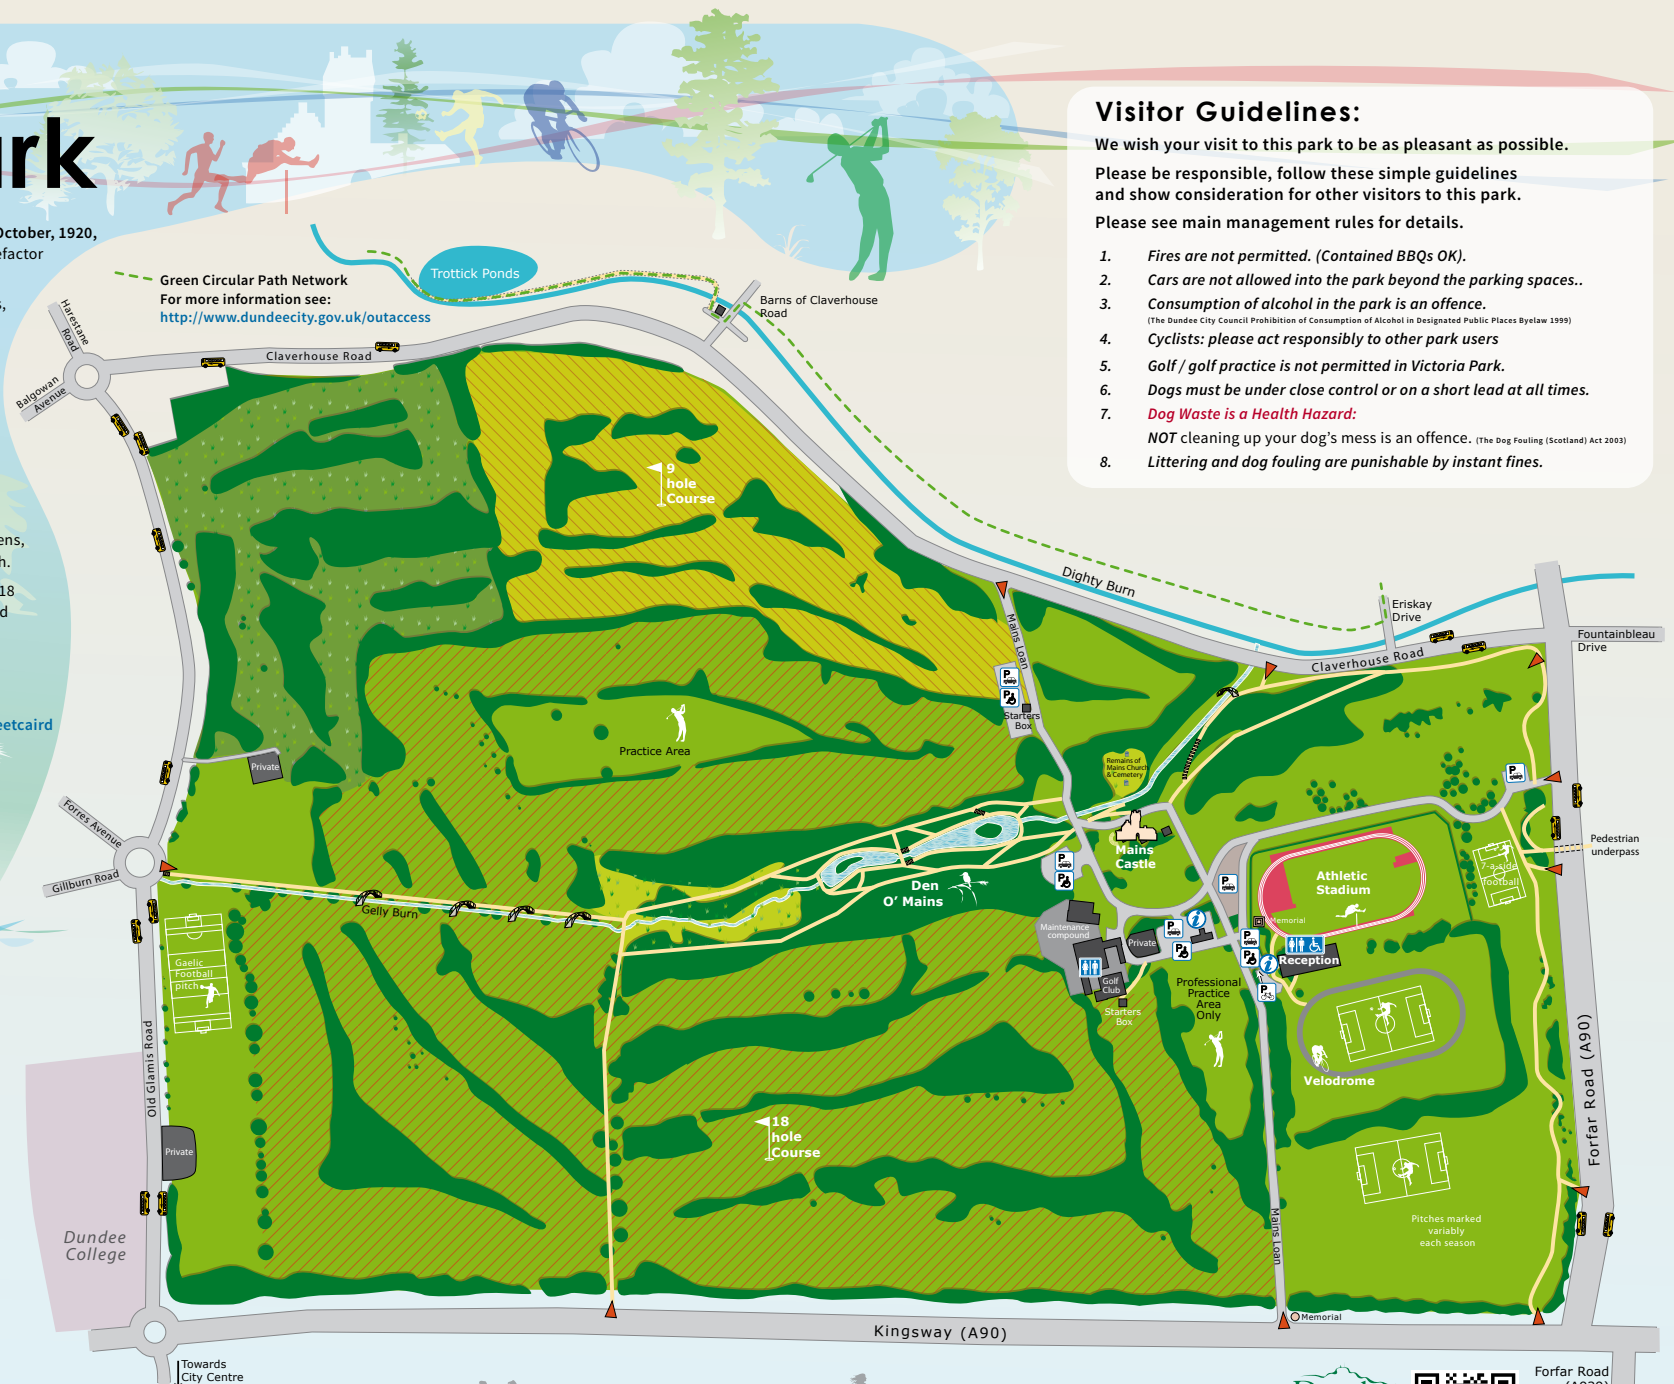 ark
October, 1920,
efactor
s,
ens,
h.
18
d
eetcaird
Green Circular Path Network
For more information see:
http://www.dundeecity.gov.uk/outaccess
Visitor Guidelines:
We wish your visit to this park to be as pleasant as possible.
Please be responsible, follow these simple guidelines
and show consideration for other visitors to this park.
Please see main management rules for details.
1. Fires are not permitted. (Contained BBQs OK).
2. Cars are not allowed into the park beyond the parking spaces..
3. Consumption of alcohol in the park is an offence.
(The Dundee City Council Prohibition of Consumption of Alcohol in Designated Public Places Byelaw 1999)
4. Cyclists: please act responsibly to other park users
5. Golf / golf practice is not permitted in Victoria Park.
6. Dogs must be under close control or on a short lead at all times.
7. Dog Waste is a Health Hazard:
NOT cleaning up your dog's mess is an offence. (The Dog Fouling (Scotland) Act 2003)
8. Littering and dog fouling are punishable by instant fines.
Trottick Ponds
Barns of Claverhouse
Road
Harestane
Road
Claverhouse Road
Balgowan
Avenue
9
hole
Course
Dighty Burn
Eriskay
Drive
Fountainbleau
Drive
Claverhouse Road
Mains Loan
P
P
Starters
Box
Practice Area
Private
Remains of
Mains Church
& Cemetery
P
Forres Avenue
Gillburn Road
Mains
Castle
Pedestrian
underpass
7-a-side
football
P
Den
O' Mains
P
Athletic
Stadium
Gelly Burn
Memorial
Maintenance
compound
Private
P
i
P
Reception
i
P
Gaelic
Football
pitch
Golf
Club
Starters
Box
Professional
Practice
Area
Only
Velodrome
Old Glamis Road
Forfar Road (A90)
18
hole
Course
Private
Mains Loan
Pitches marked
variably
each season
Dundee
College
Kingsway (A90)
Memorial
Towards
City Centre
Forfar Road